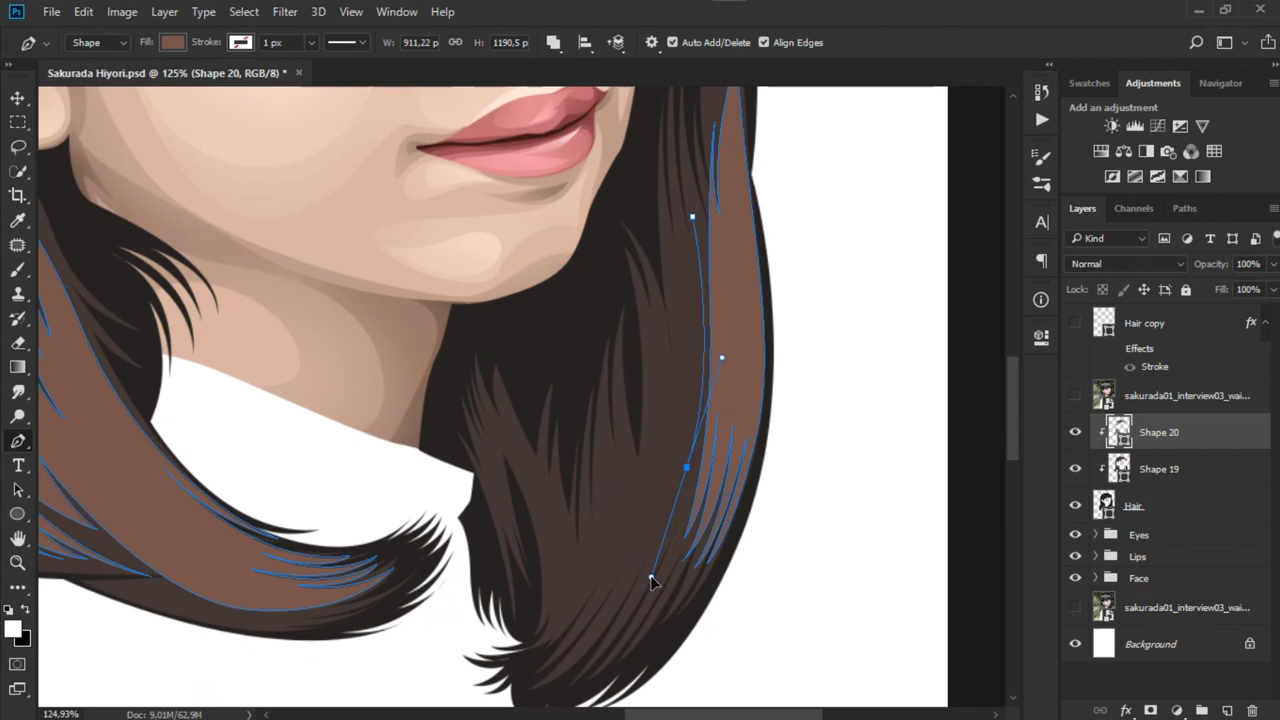 Ps File Edit Image Layer Type Select Filter 3D View Window Help
Shape Fill: Stroke: 1 px W: 911,22 p H: 1190,5 p Auto Add/Delete Align Edges
Sakurada Hiyori.psd @ 125% (Shape 20, RGB/8) *
Swatches Adjustments Navigator
Add an adjustment
Layers Channels Paths
Kind
Normal Opacity: 100%
Lock: Fill: 100%
Hair copy fx
Effects
Stroke
sakurada01_interview03_wai...
Shape 20
Shape 19
Hair
Eyes
Lips
Face
sakurada01_interview03_wai...
Background
124,93% Doc: 9,01M/62,9M